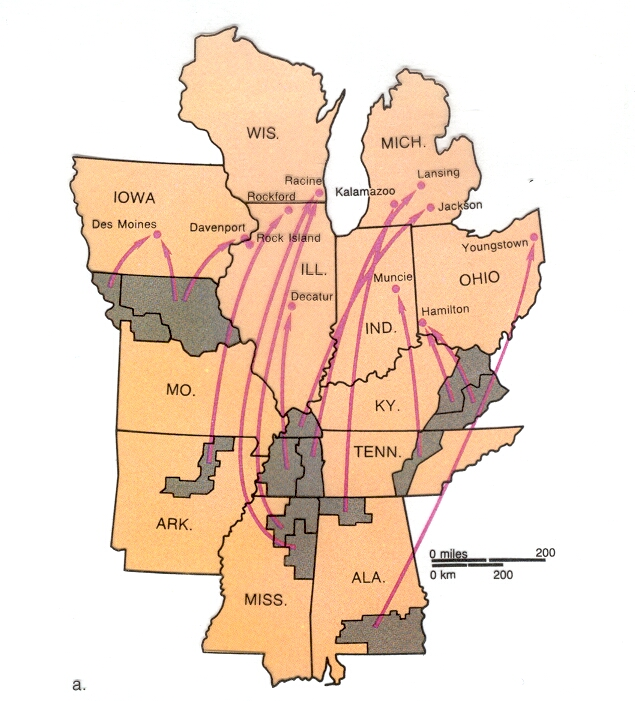 WIS.
MICH.
Lansing
Racine
Kalamazoo
Rockford
IOWA
Jackson
Des Moines
Davenport
Rock Island
Youngstown
ILL.
OHIO
Muncie
Decatur
Hamilton
IND.
MO.
KY.
TENN.
ARK.
0 miles 200
0 km 200
ALA.
MISS.
a.